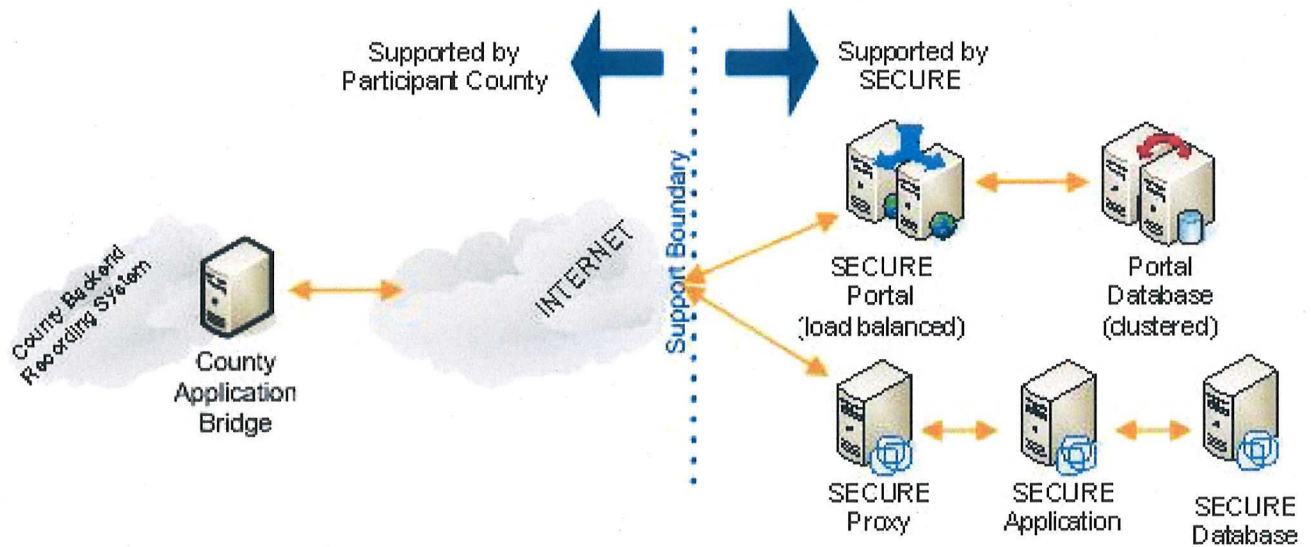 Supported by
Participant County
Supported by
SECURE
Support Boundary
County Backend
Recording System
County
Application
Bridge
INTERNET
SECURE
Portal
(load balanced)
Portal
Database
(clustered)
SECURE
Proxy
SECURE
Application
SECURE
Database